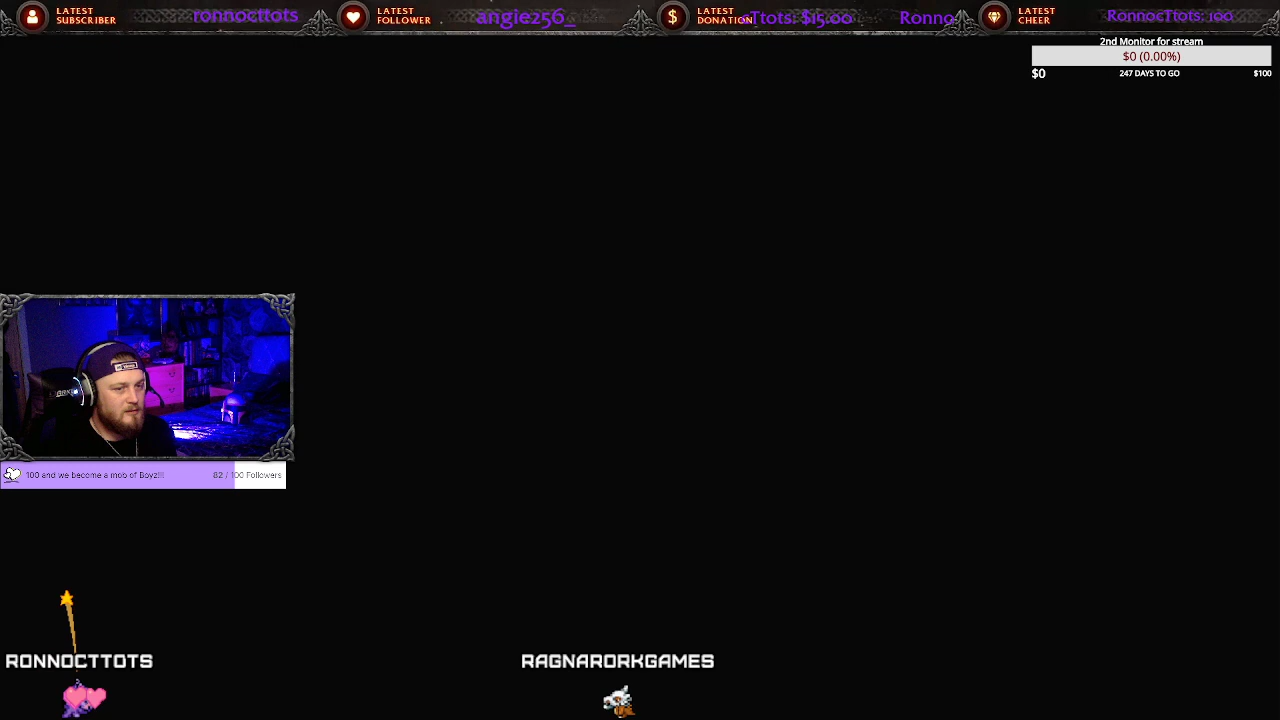 LATEST
SUBSCRIBER
ronnocttots
LATEST
FOLLOWER
angie256_
LATEST
DONATION
cTtots: $15.00
Ronno
LATEST
CHEER
RonnocTtots: 100
2nd Monitor for stream
$0 (0.00%)
$0
247 DAYS TO GO
$100
100 and we become a mob of Boyz!!!
82 / 100 Followers
RONNOCTTOTS
RAGNARORKGAMES